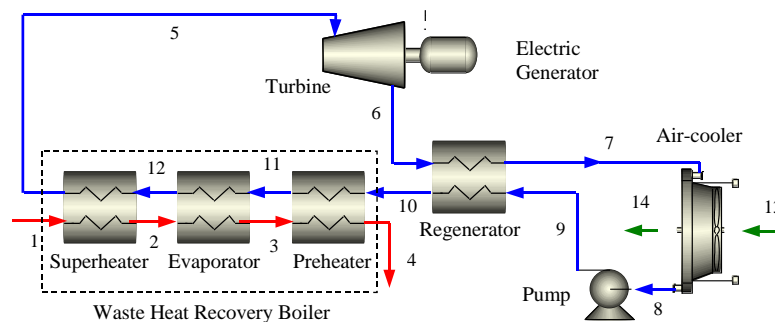 5
Turbine
Electric
Generator
6
7
Air-cooler
12
11
10
9
14
Regenerator
1
2
3
4
Superheater
Evaporator
Preheater
Pump
8
Waste Heat Recovery Boiler